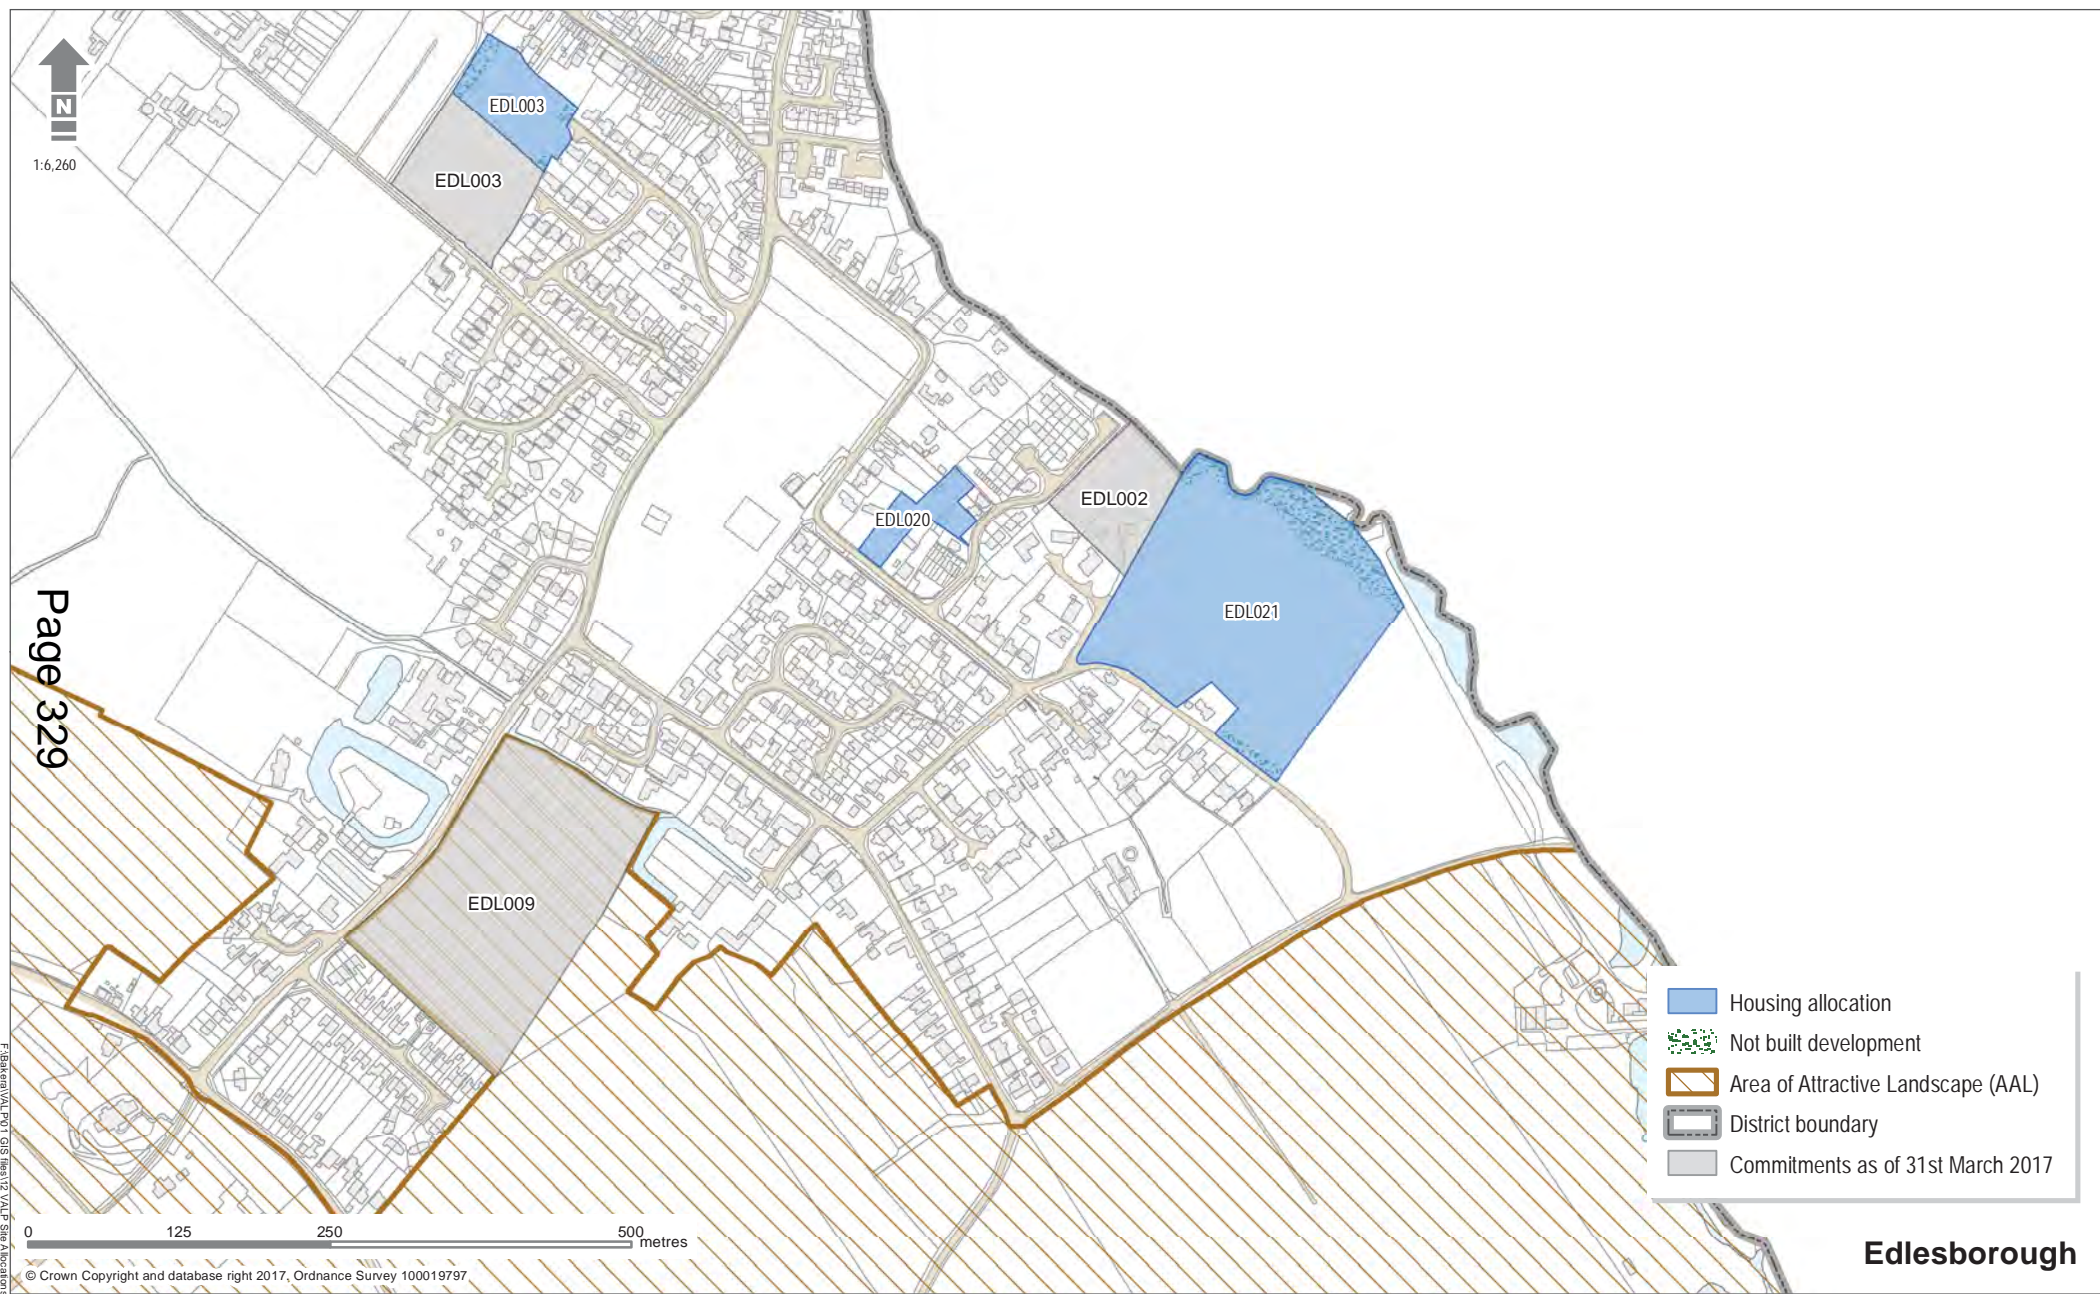 N
1:6,260
EDL003
EDL003
EDL002
EDL020
EDL021
EDL009
Page 329
Housing allocation
Not built development
Area of Attractive Landscape (AAL)
District boundary
Commitments as of 31st March 2017
0 125 250 500 metres
© Crown Copyright and database right 2017, Ordnance Survey 100019797
Edlesborough